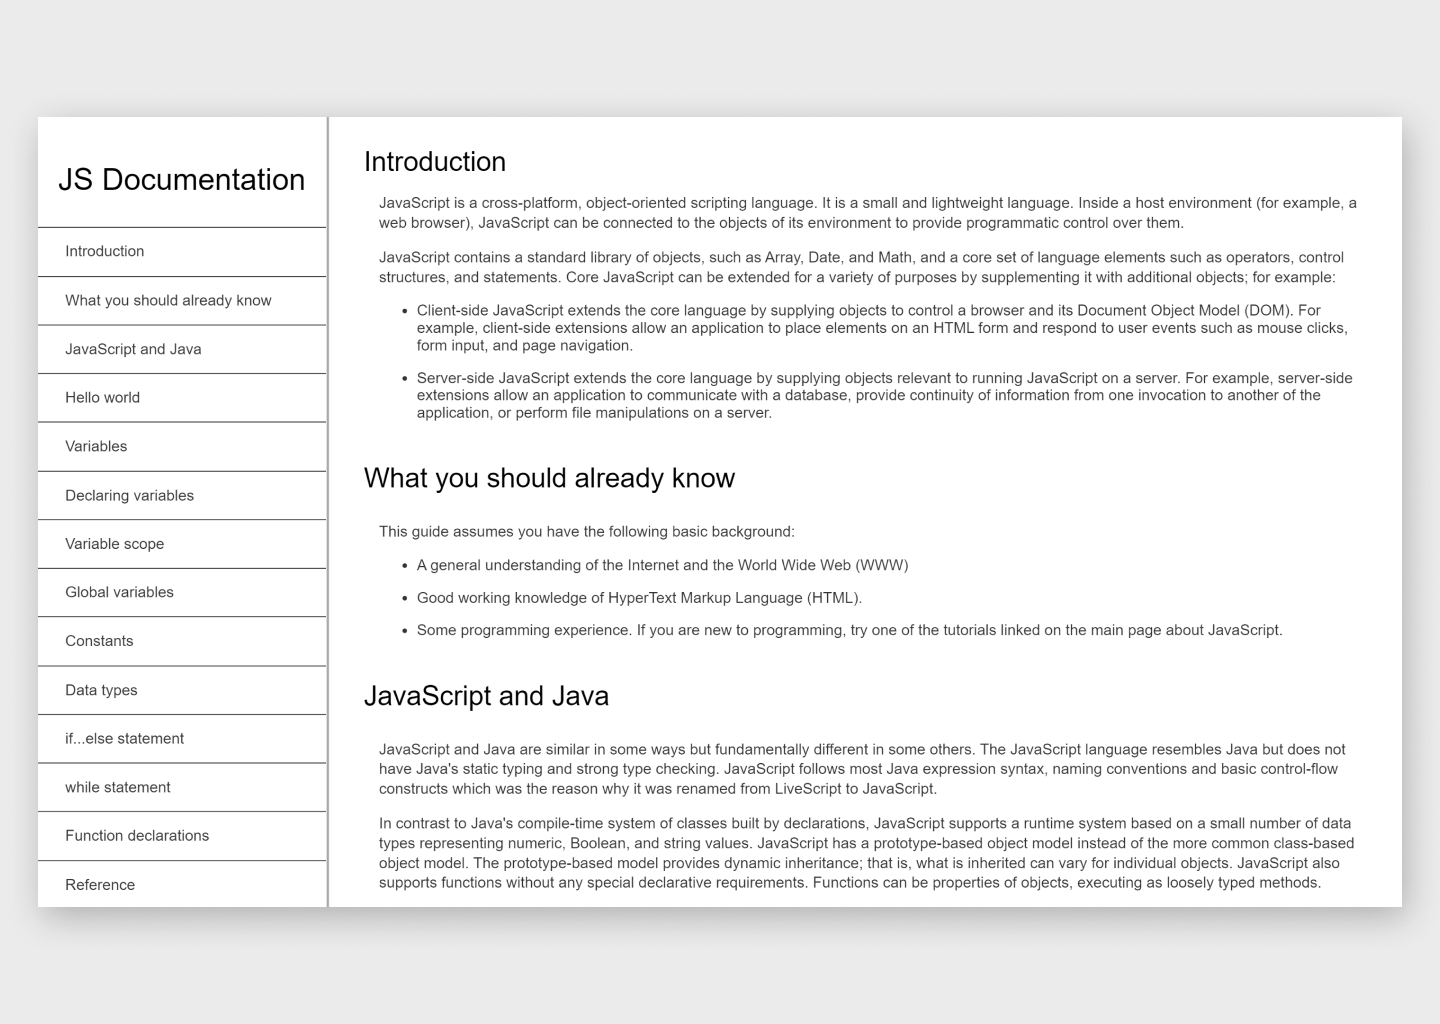 JS Documentation
Introduction
What you should already know
JavaScript and Java
Hello world
Variables
Declaring variables
Variable scope
Global variables
Constants
Data types
if...else statement
while statement
Function declarations
Reference
Introduction
JavaScript is a cross-platform, object-oriented scripting language. It is a small and lightweight language. Inside a host environment (for example, a
web browser), JavaScript can be connected to the objects of its environment to provide programmatic control over them.
JavaScript contains a standard library of objects, such as Array, Date, and Math, and a core set of language elements such as operators, control
structures, and statements. Core JavaScript can be extended for a variety of purposes by supplementing it with additional objects; for example:
• Client-side JavaScript extends the core language by supplying objects to control a browser and its Document Object Model (DOM). For
example, client-side extensions allow an application to place elements on an HTML form and respond to user events such as mouse clicks,
form input, and page navigation.
• Server-side JavaScript extends the core language by supplying objects relevant to running JavaScript on a server. For example, server-side
extensions allow an application to communicate with a database, provide continuity of information from one invocation to another of the
application, or perform file manipulations on a server.
What you should already know
This guide assumes you have the following basic background:
• A general understanding of the Internet and the World Wide Web (WWW)
• Good working knowledge of HyperText Markup Language (HTML).
• Some programming experience. If you are new to programming, try one of the tutorials linked on the main page about JavaScript.
JavaScript and Java
JavaScript and Java are similar in some ways but fundamentally different in some others. The JavaScript language resembles Java but does not
have Java's static typing and strong type checking. JavaScript follows most Java expression syntax, naming conventions and basic control-flow
constructs which was the reason why it was renamed from LiveScript to JavaScript.
In contrast to Java's compile-time system of classes built by declarations, JavaScript supports a runtime system based on a small number of data
types representing numeric, Boolean, and string values. JavaScript has a prototype-based object model instead of the more common class-based
object model. The prototype-based model provides dynamic inheritance; that is, what is inherited can vary for individual objects. JavaScript also
supports functions without any special declarative requirements. Functions can be properties of objects, executing as loosely typed methods.